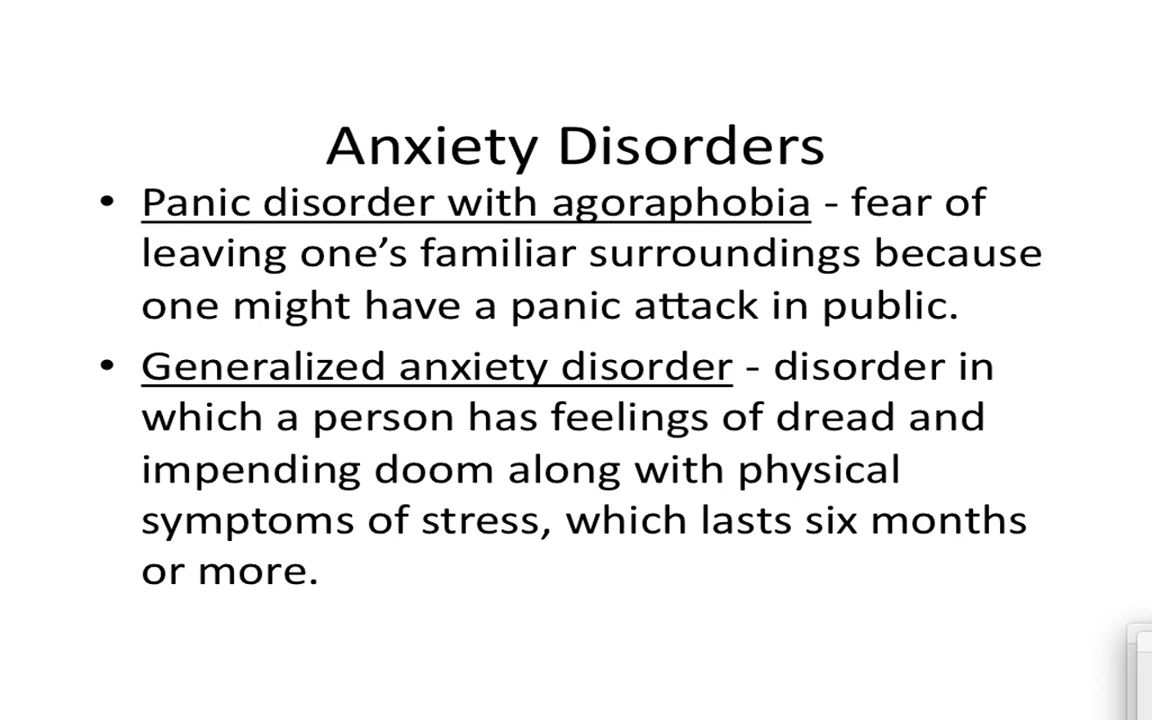 Anxiety Disorders
• Panic disorder with agoraphobia - fear of
leaving one’s familiar surroundings because
one might have a panic attack in public.
• Generalized anxiety disorder - disorder in
which a person has feelings of dread and
impending doom along with physical
symptoms of stress, which lasts six months
or more.